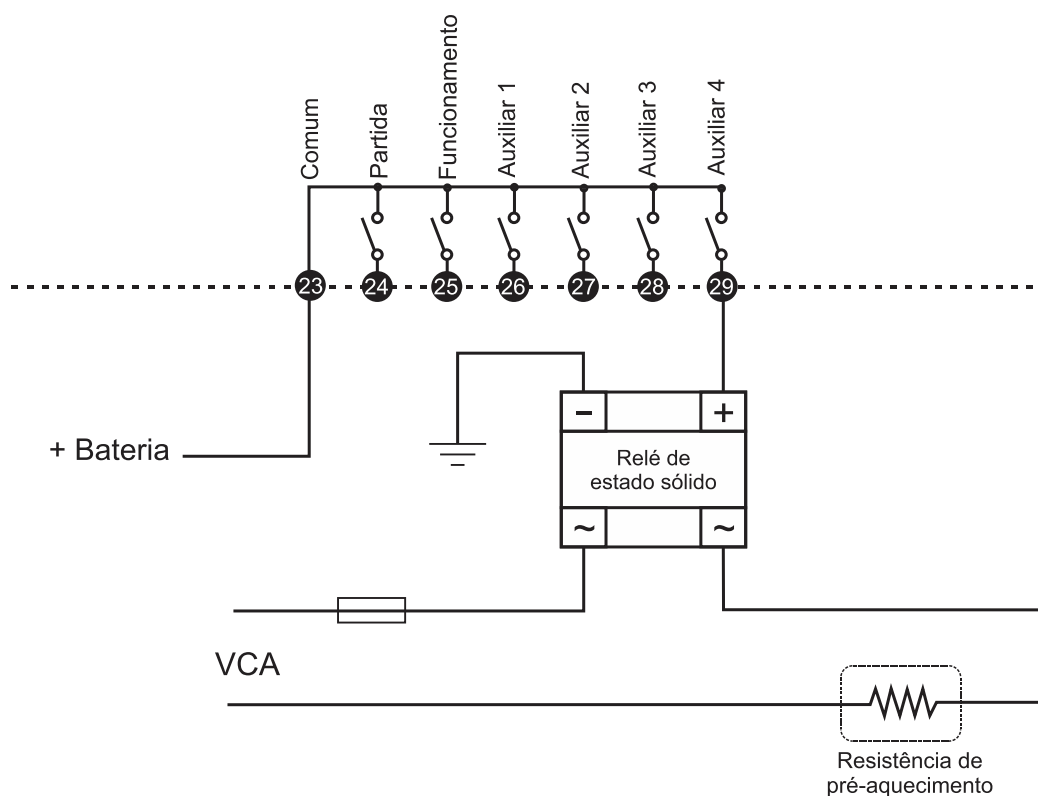 Comum
Partida
Funcionamento
Auxiliar 1
Auxiliar 2
Auxiliar 3
Auxiliar 4
23
24
25
26
27
28
29
+ Bateria
− +
Relé de
estado sólido
~ ~
VCA
Resistência de
pré-aquecimento